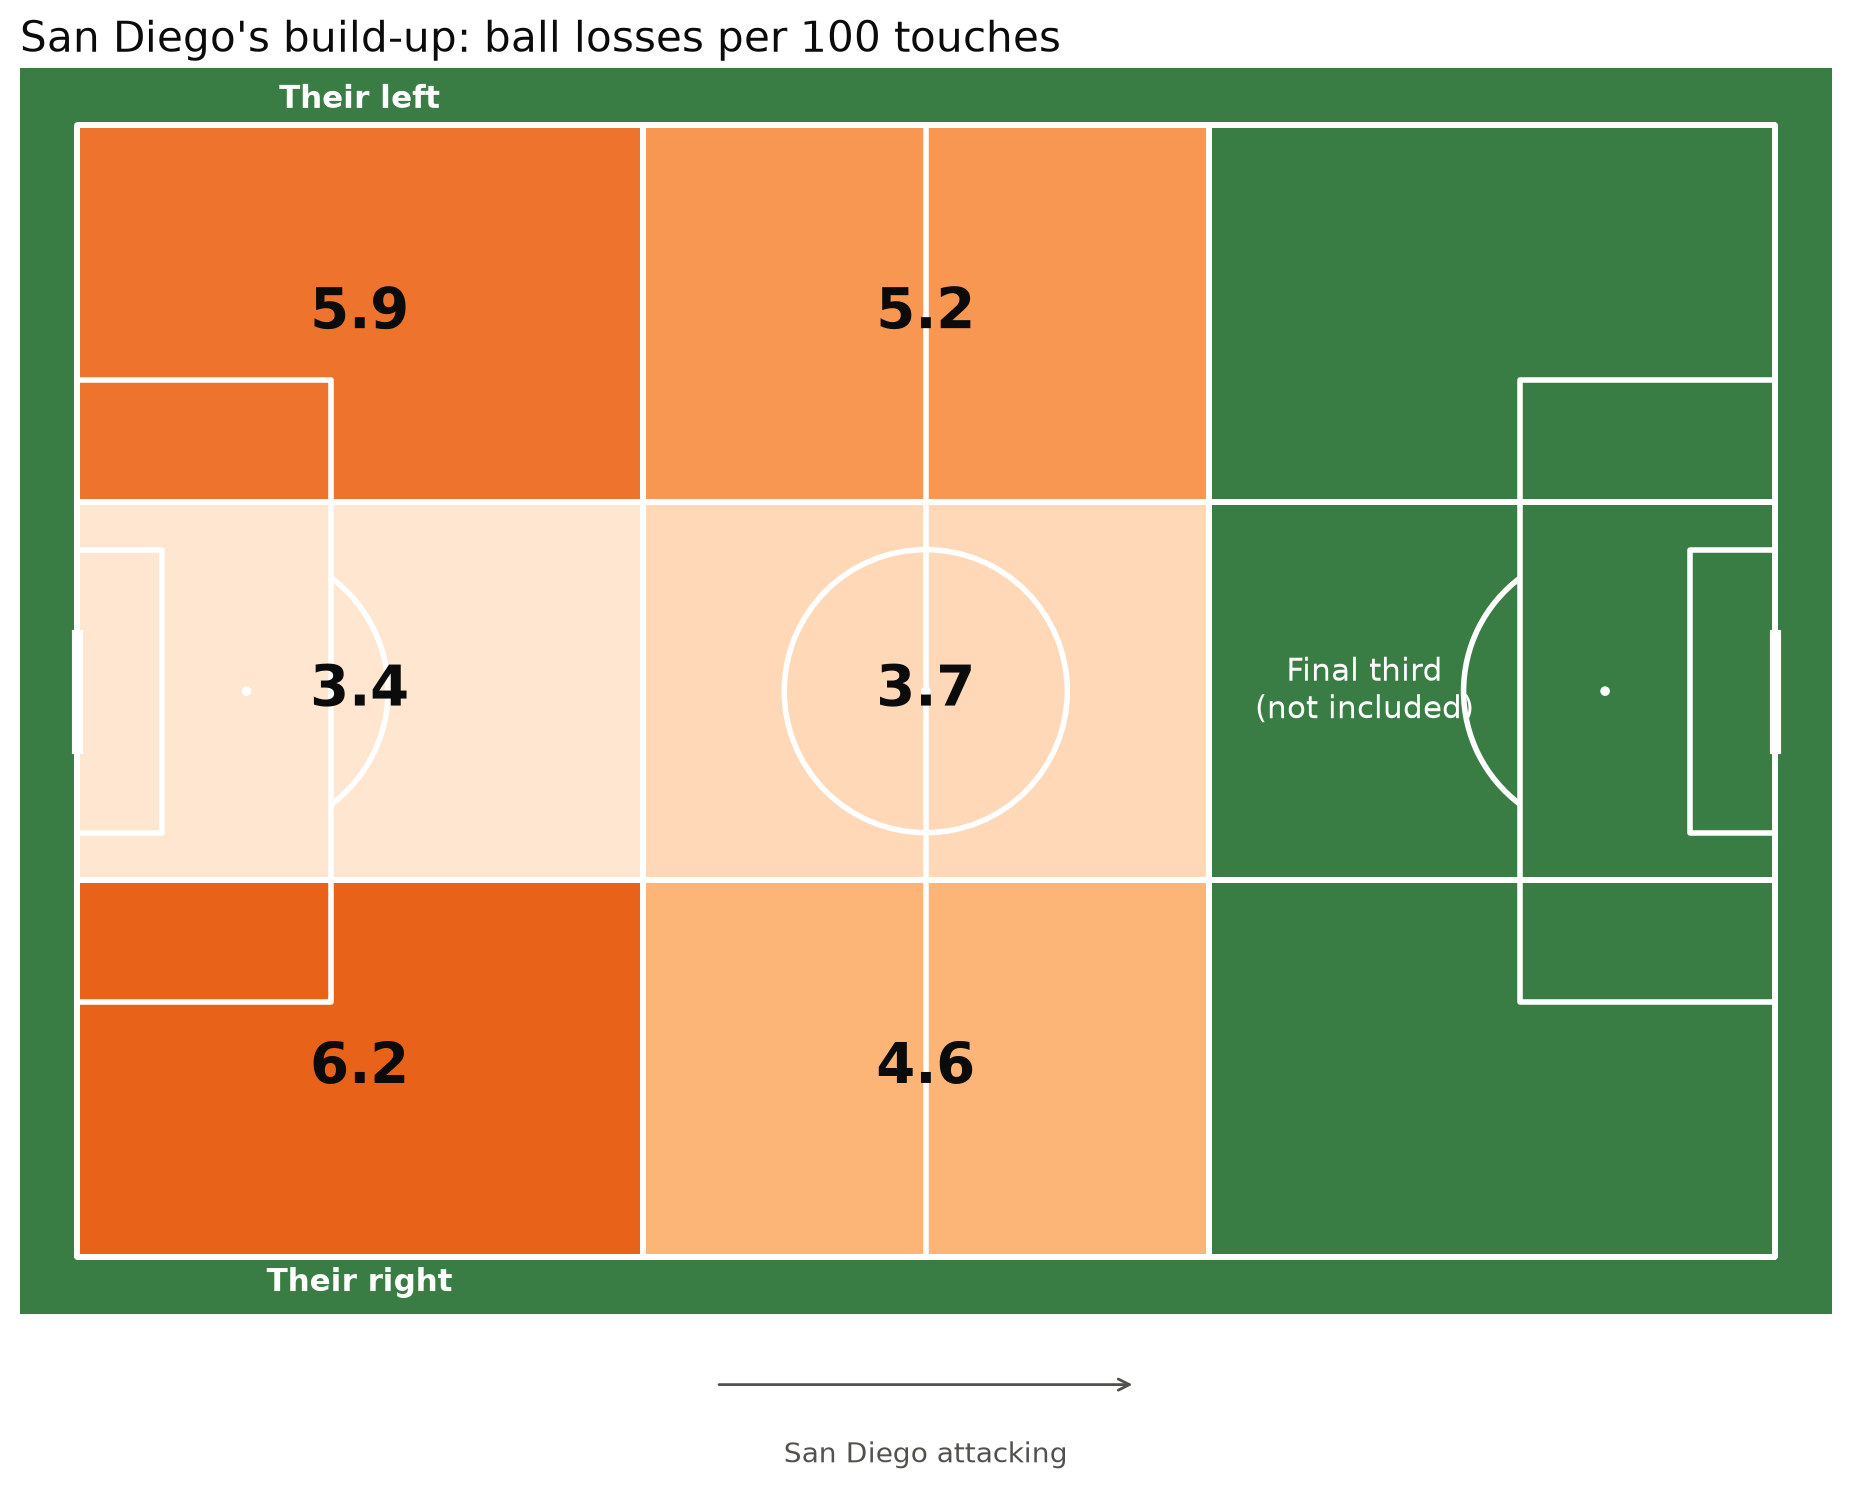 San Diego's build-up: ball losses per 100 touches
Their left
5.9
5.2
3.4
3.7
Final third
(not included)
6.2
4.6
Their right
San Diego attacking